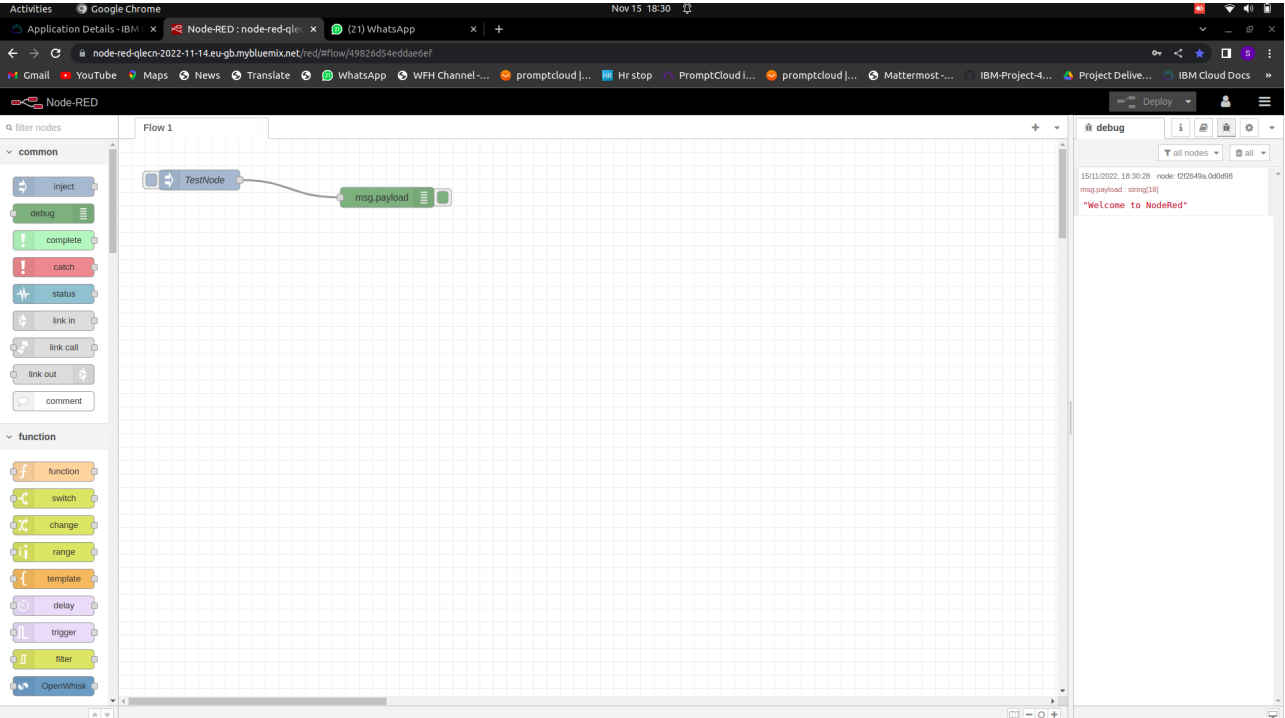 Activities Google Chrome Nov 15 18:30
Application Details - IBM Node-RED : node-red-qlec (21) WhatsApp
node-red-qlecn-2022-11-14.eu-gb.mybluemix.net/red/#flow/49826d54eddae6ef
Gmail YouTube Maps News Translate WhatsApp WFH Channel -... promptcloud |... Hr stop PromptCloud i... promptcloud |... Mattermost -... IBM-Project-4... Project Delive... IBM Cloud Docs »
Node-RED Deploy
filter nodes Flow 1 debug
common
all nodes all
inject
debug
complete
catch
status
link in
link call
link out
comment
function
function
switch
change
range
template
delay
trigger
filter
OpenWhisk
TestNode
msg.payload
15/11/2022, 18:30:28 node: f2f2649a.0d0d98
msg.payload : string[18]
"Welcome to NodeRed"